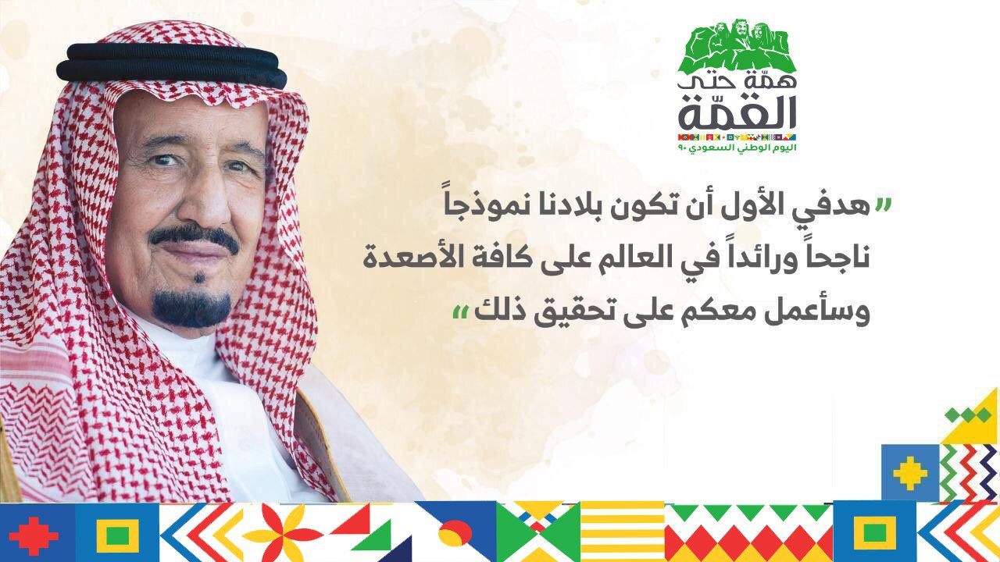 همّة حتى
القمّة
اليوم الوطني السعودي ٩٠
”هدفي الأول أن تكون بلادنا نموذجاً
ناجحاً ورائداً في العالم على كافة الأصعدة
وسأعمل معكم على تحقيق ذلك“